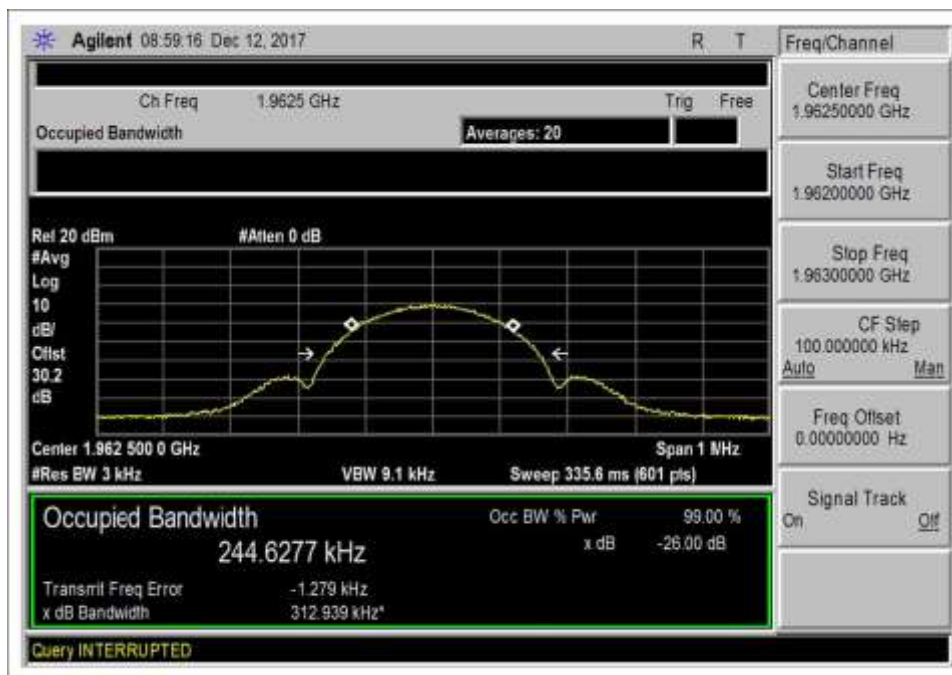 Agilent 08:59:16 Dec 12, 2017 R T
Freq/Channel
Ch Freq 1.9625 GHz Trig Free
Occupied Bandwidth Averages: 20
Center Freq
1.96250000 GHz
Start Freq
1.96200000 GHz
Stop Freq
1.96300000 GHz
CF Step
100.000000 kHz
Auto Man
Freq Offset
0.00000000 Hz
Signal Track
On Off
Ref 20 dBm #Atten 0 dB
#Avg
Log
10
dB/
Offst
30.2
dB
Center 1.962 500 0 GHz Span 1 MHz
#Res BW 3 kHz VBW 9.1 kHz Sweep 335.6 ms (601 pts)
Occupied Bandwidth Occ BW % Pwr 99.00 %
244.6277 kHz x dB -26.00 dB
Transmit Freq Error -1.279 kHz
x dB Bandwidth 312.939 kHz*
Query INTERRUPTED